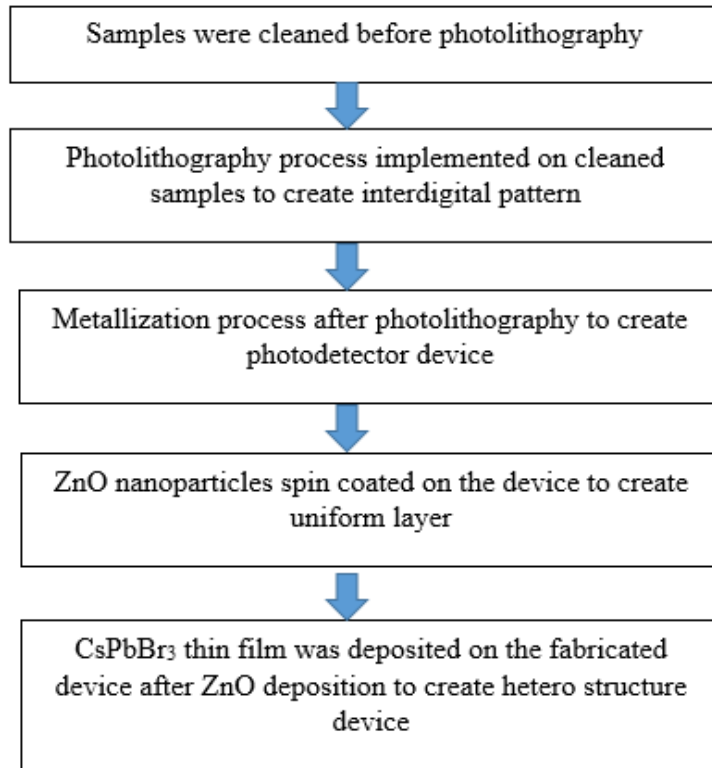 Samples were cleaned before photolithography
Photolithography process implemented on cleaned
samples to create interdigital pattern
Metallization process after photolithography to create
photodetector device
ZnO nanoparticles spin coated on the device to create
uniform layer
CsPbBr₃ thin film was deposited on the fabricated
device after ZnO deposition to create hetero structure
device